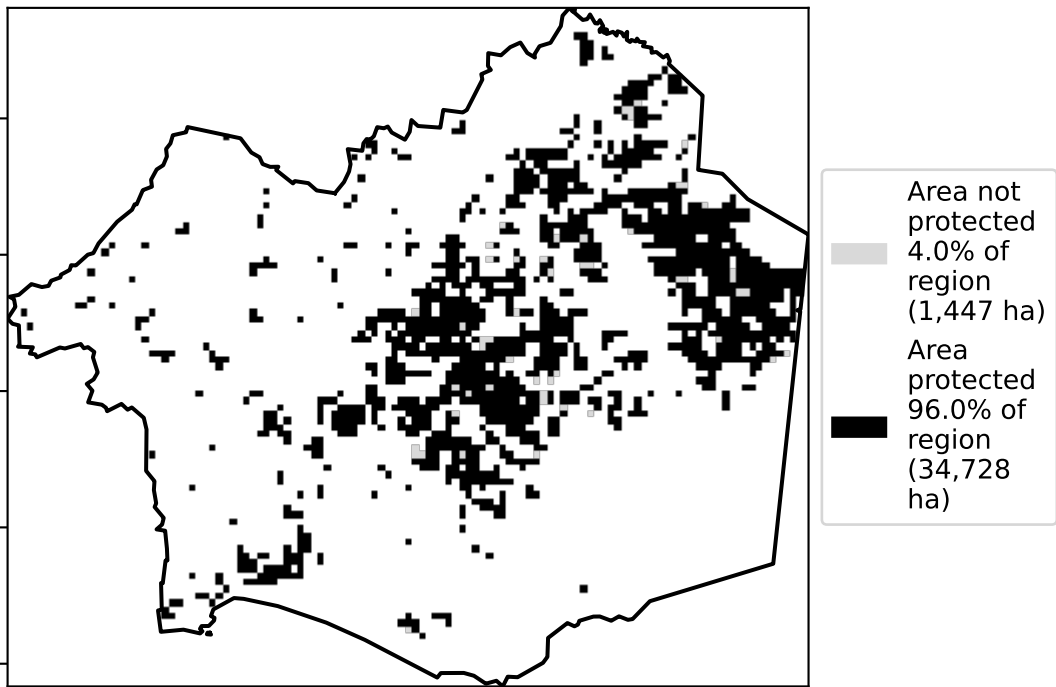 Area not
protected
4.0% of
region
(1,447 ha)
Area
protected
96.0% of
region
(34,728
ha)